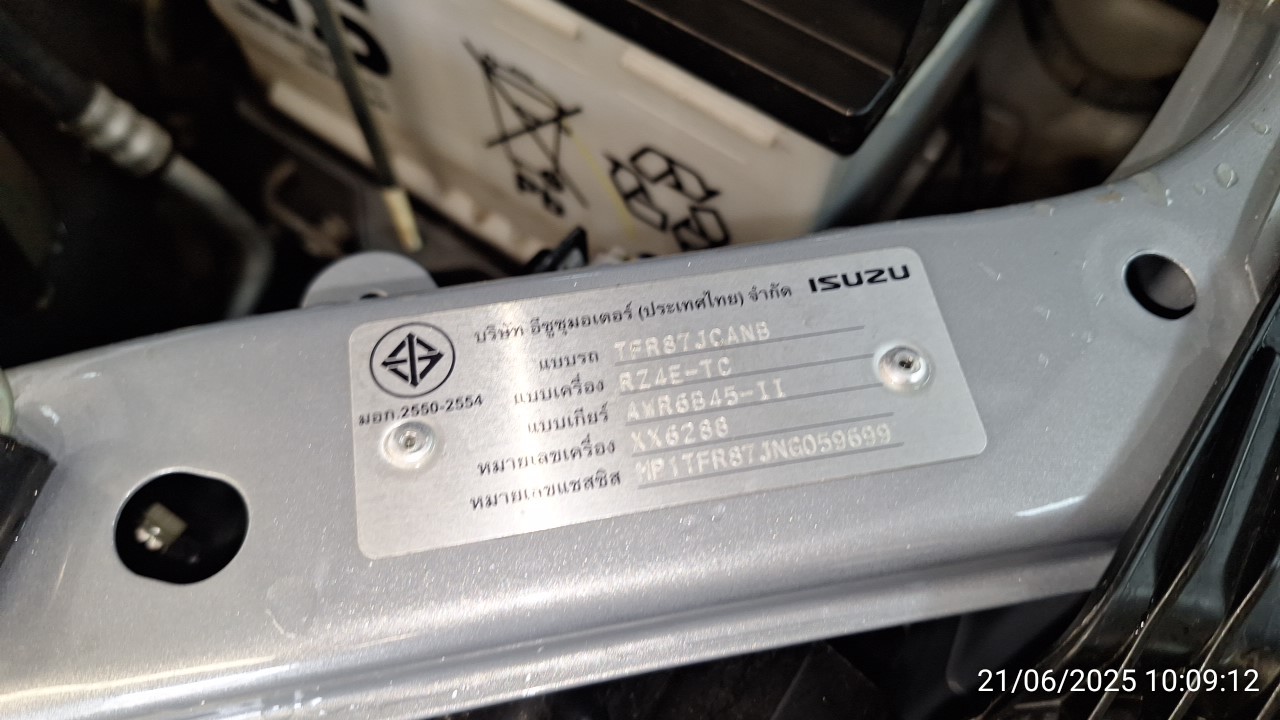 ISUZU
บริษัท อีซูซุมอเตอร์ (ประเทศไทย) จำกัด
แบบรถ TFR87JCANB
แบบเครื่อง RZ4E-TC
แบบเกียร์ AWR6B45-II
หมายเลขเครื่อง XX6288
หมายเลขแชสซิส MP1TFR87JNG059699
มอก.2550-2554
21/06/2025 10:09:12